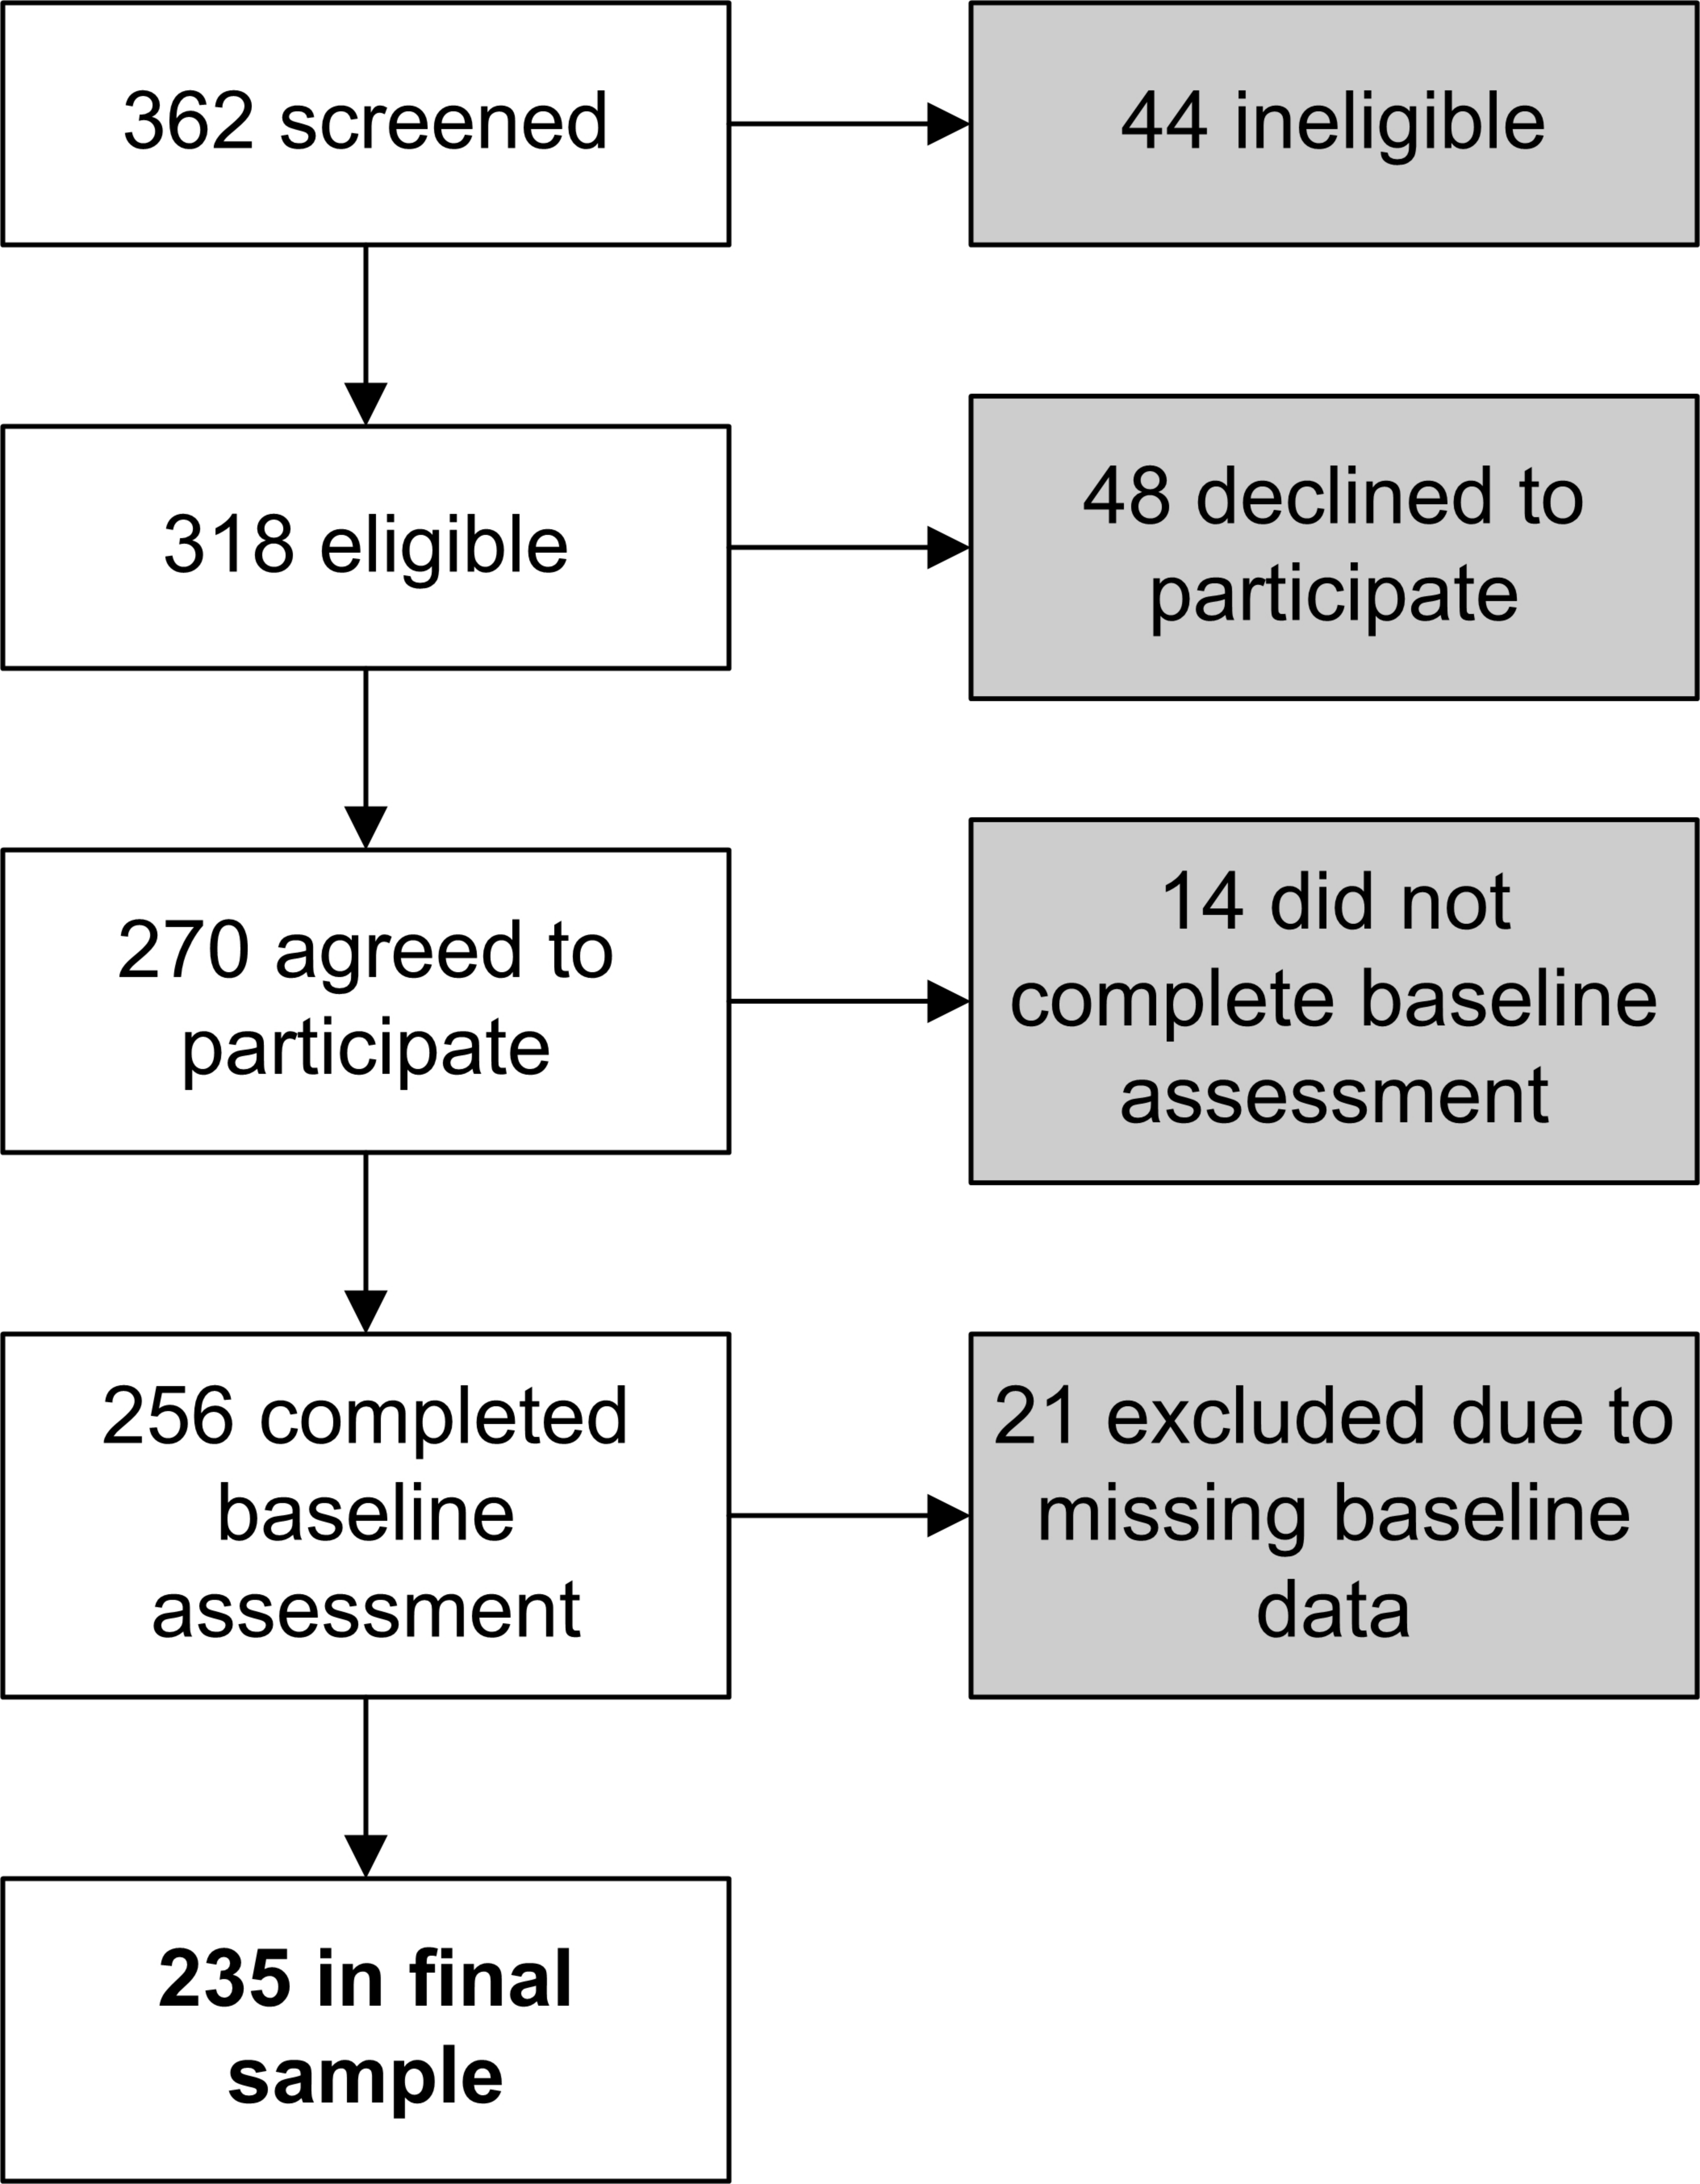 362 screened
44 ineligible
318 eligible
48 declined to
participate
270 agreed to
participate
14 did not
complete baseline
assessment
256 completed
baseline
assessment
21 excluded due to
missing baseline
data
235 in final
sample